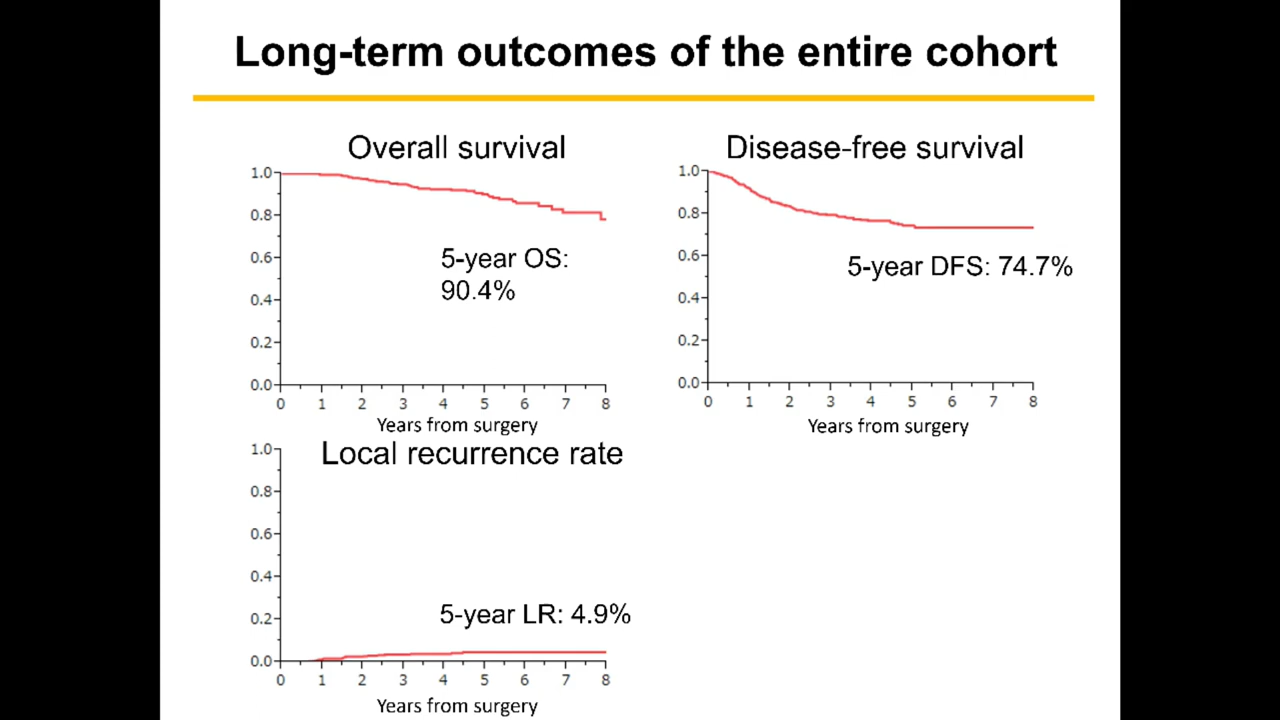 Long-term outcomes of the entire cohort
Overall survival
1.0
0.8
0.6
0.4
0.2
0.0
5-year OS:
90.4%
0 1 2 3 4 5 6 7 8
Years from surgery
Disease-free survival
1.0
0.8
0.6
0.4
0.2
0.0
5-year DFS: 74.7%
0 1 2 3 4 5 6 7 8
Years from surgery
Local recurrence rate
1.0
0.8
0.6
0.4
0.2
0.0
5-year LR: 4.9%
0 1 2 3 4 5 6 7 8
Years from surgery